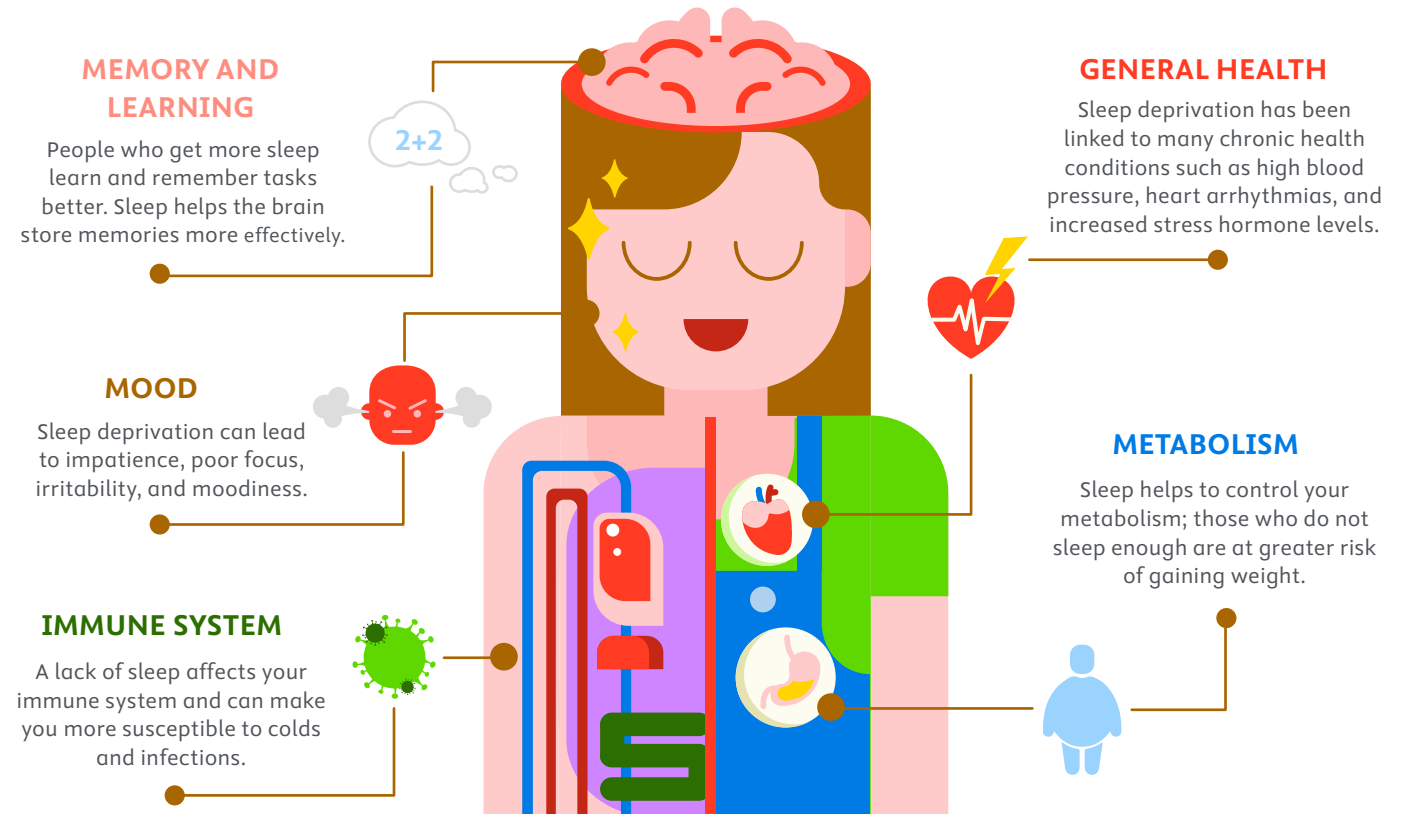 MEMORY AND
LEARNING
People who get more sleep
learn and remember tasks
better. Sleep helps the brain
store memories more effectively.
2+2
MOOD
Sleep deprivation can lead
to impatience, poor focus,
irritability, and moodiness.
IMMUNE SYSTEM
A lack of sleep affects your
immune system and can make
you more susceptible to colds
and infections.
GENERAL HEALTH
Sleep deprivation has been
linked to many chronic health
conditions such as high blood
pressure, heart arrhythmias, and
increased stress hormone levels.
METABOLISM
Sleep helps to control your
metabolism; those who do not
sleep enough are at greater risk
of gaining weight.